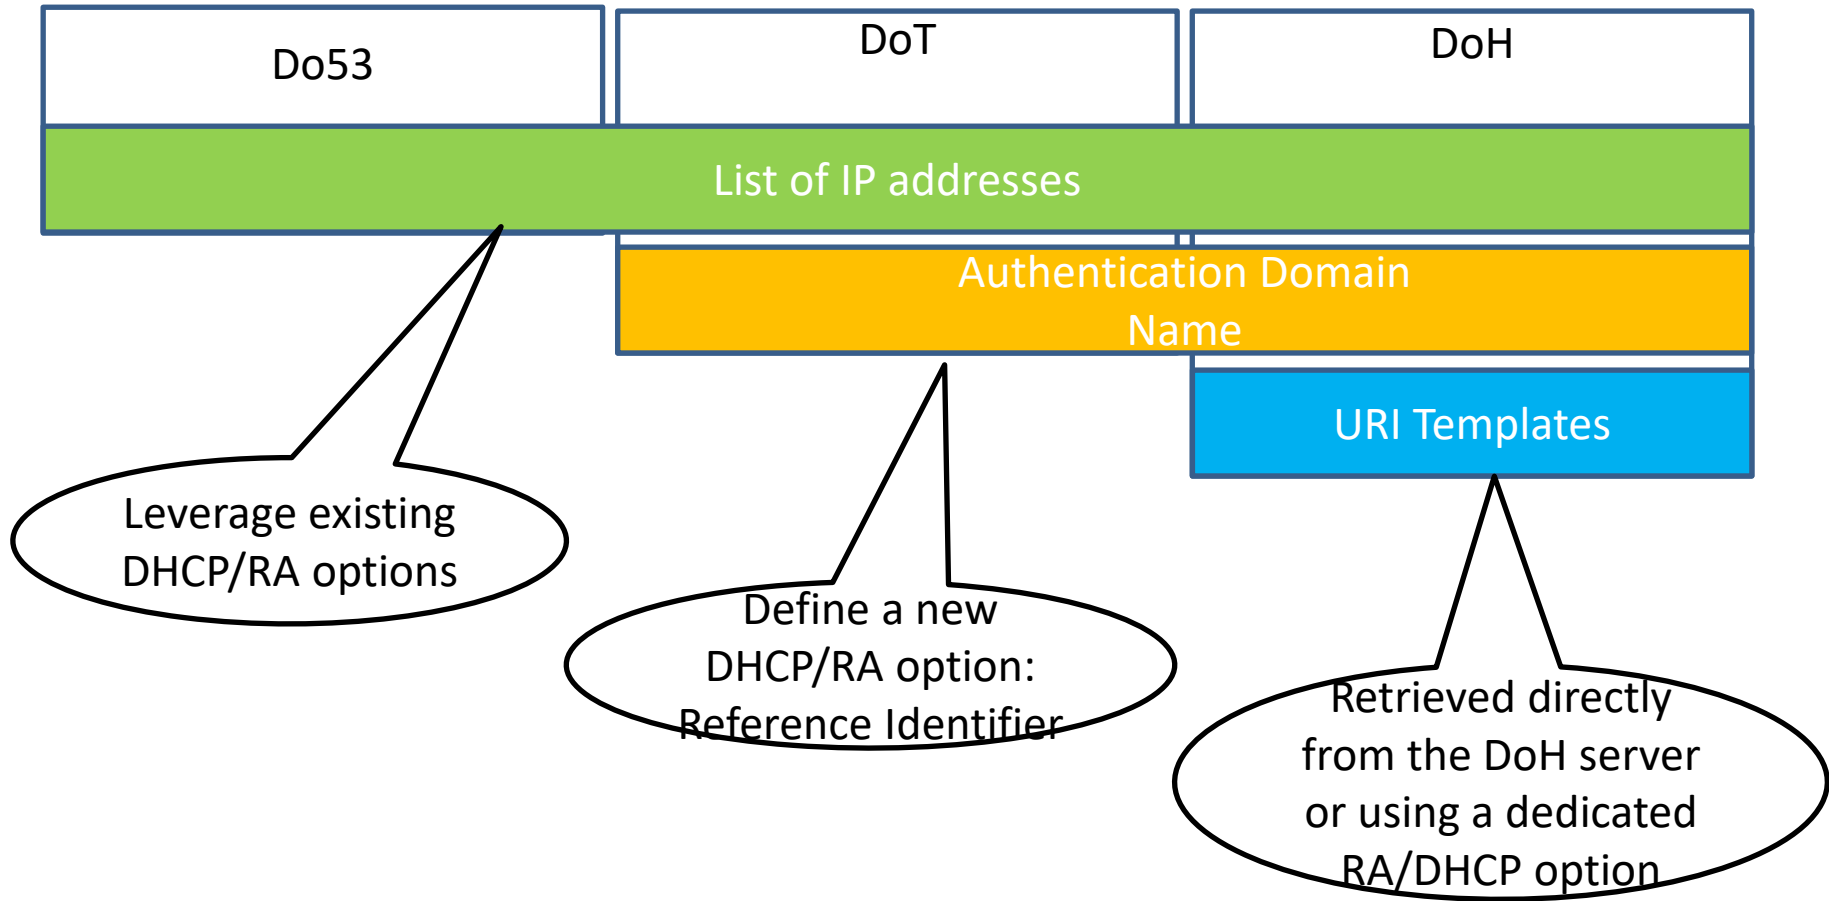 Do53
DoT
DoH
List of IP addresses
Authentication Domain
Name
URI Templates
Leverage existing
DHCP/RA options
Define a new
DHCP/RA option:
Reference Identifier
Retrieved directly
from the DoH server
or using a dedicated
RA/DHCP option